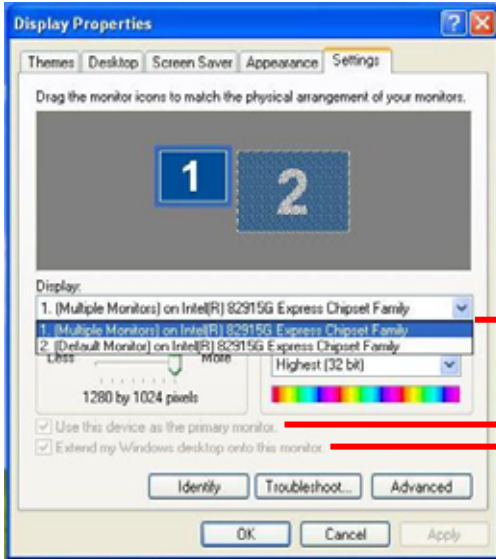 Display Properties
Themes Desktop Screen Saver Appearance Settings
Drag the monitor icons to match the physical arrangement of your monitors.
1
2
Display:
1. (Multiple Monitors) on Intel(R) 82915G Express Chipset Family
1. (Multiple Monitors) on Intel(R) 82915G Express Chipset Family
2. (Default Monitor) on Intel(R) 82915G Express Chipset Family
Less More
Highest (32 bit)
1280 by 1024 pixels
Use this device as the primary monitor.
Extend my Windows desktop onto this monitor.
Identify Troubleshoot... Advanced
OK Cancel Apply